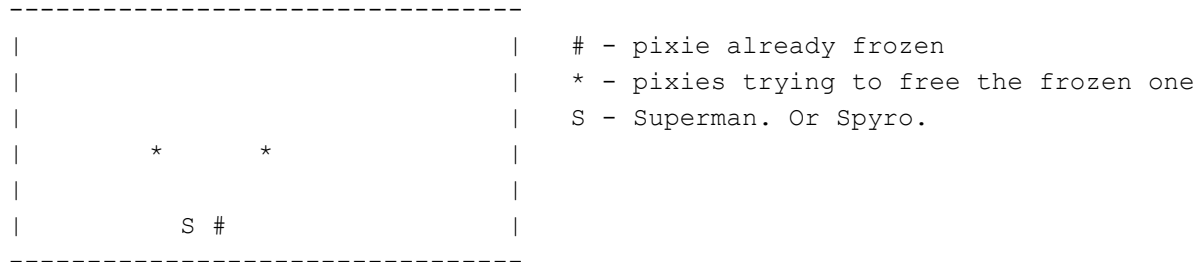 ---------------------------------
|                               |   # - pixie already frozen
|                               |   * - pixies trying to free the frozen one
|                               |   S - Superman. Or Spyro.
|        *      *               |
|                               |
|          S #                  |
---------------------------------